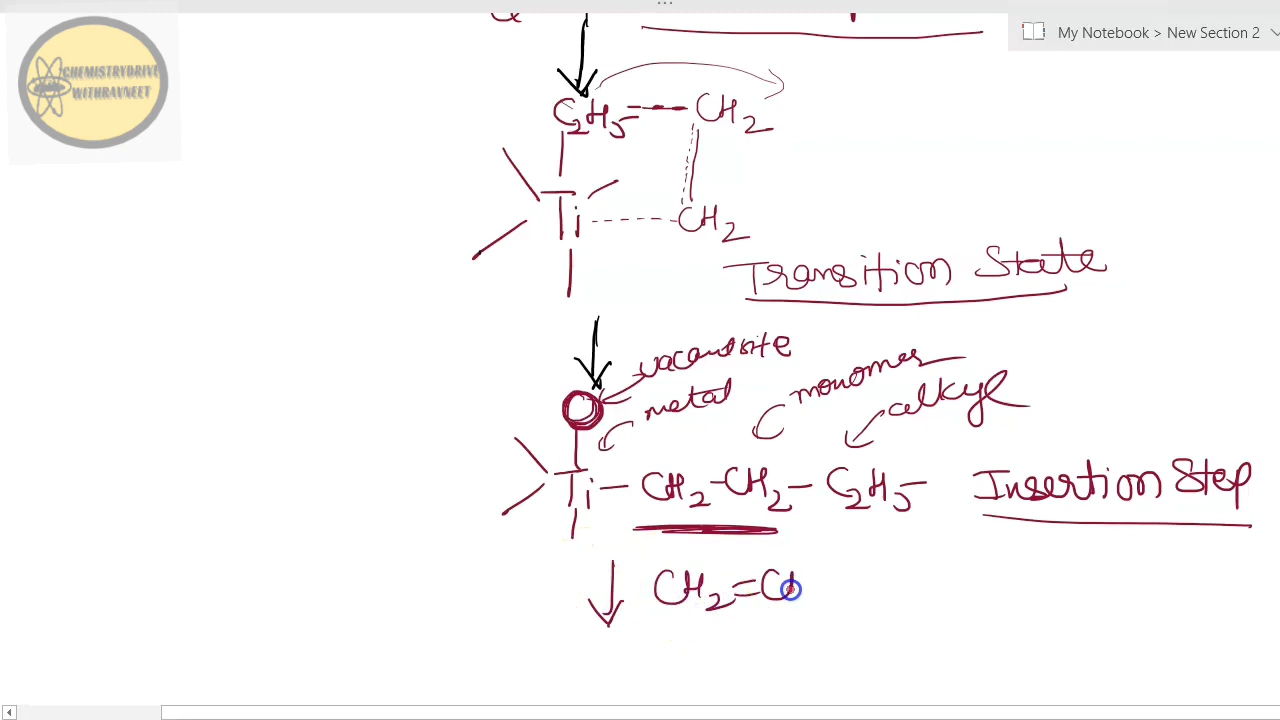 My Notebook > New Section 2
CHEMISTRYDRIVE
WITHRAVNEET
C2H5 --- CH2
Ti ------ CH2
Transition State
vacant site
metal
monomer
alkyl
Ti - CH2 - CH2 - C2H5 -
Insertion Step
CH2=C